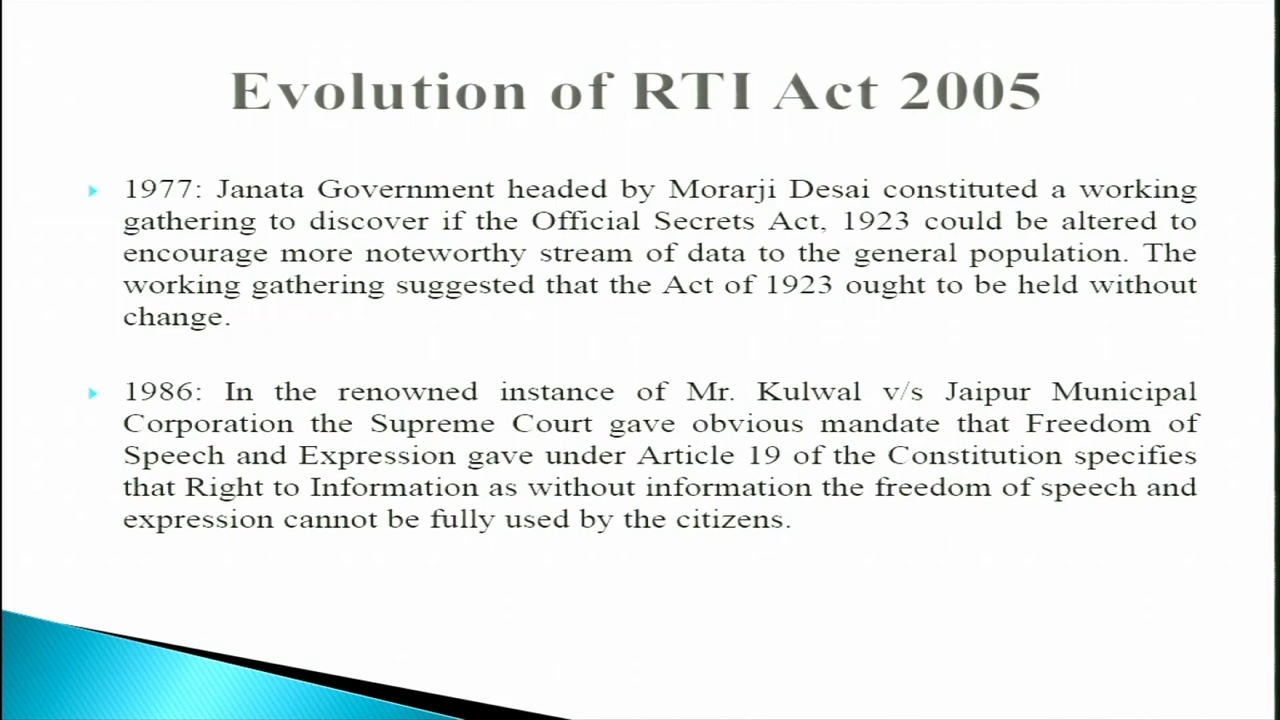 Evolution of RTI Act 2005
1977: Janata Government headed by Morarji Desai constituted a working
gathering to discover if the Official Secrets Act, 1923 could be altered to
encourage more noteworthy stream of data to the general population. The
working gathering suggested that the Act of 1923 ought to be held without
change.
1986: In the renowned instance of Mr. Kulwal v/s Jaipur Municipal
Corporation the Supreme Court gave obvious mandate that Freedom of
Speech and Expression gave under Article 19 of the Constitution specifies
that Right to Information as without information the freedom of speech and
expression cannot be fully used by the citizens.